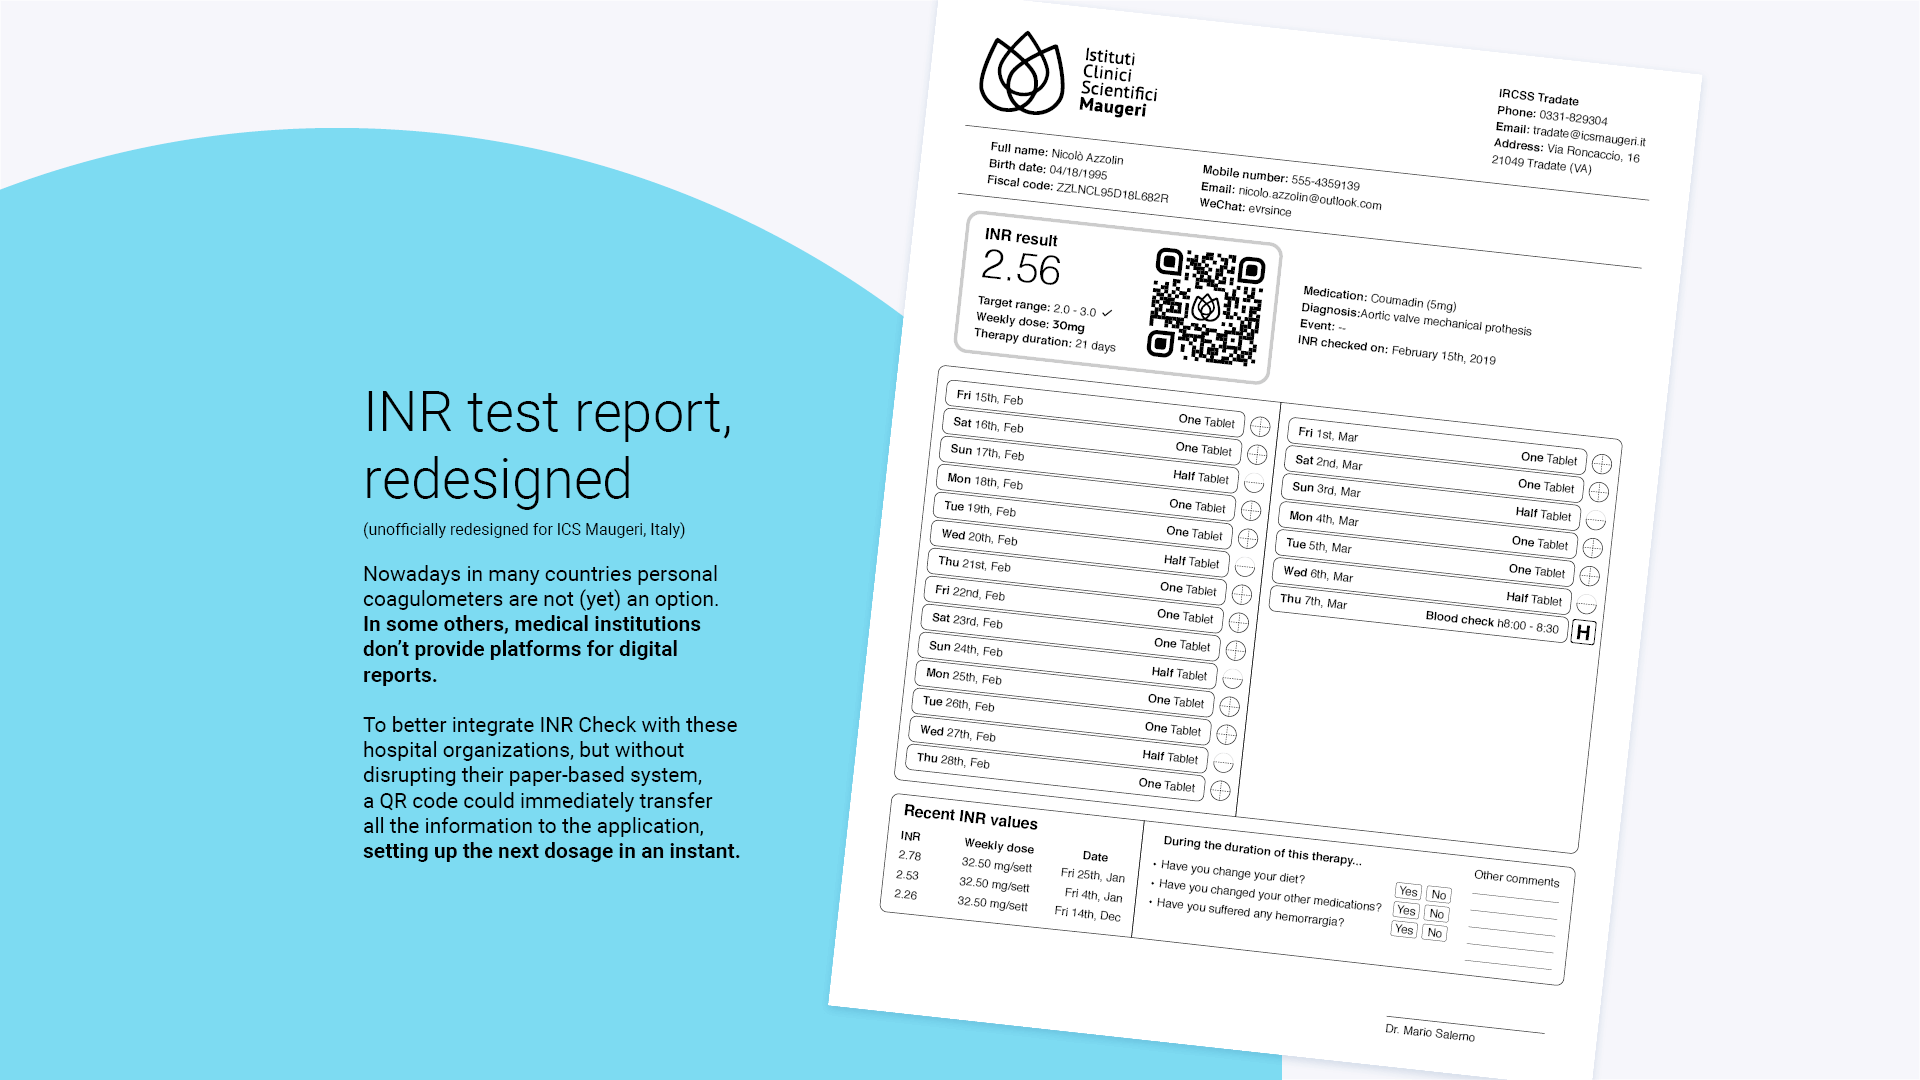 INR test report,
redesigned
(unofficially redesigned for ICS Maugeri, Italy)
Nowadays in many countries personal
coagulometers are not (yet) an option.
In some others, medical institutions
don't provide platforms for digital
reports.
To better integrate INR Check with these
hospital organizations, but without
disrupting their paper-based system,
a QR code could immediately transfer
all the information to the application,
setting up the next dosage in an instant.
Istituti
Clinici
Scientifici
Maugeri
IRCSS Tradate
Phone: 0331-829304
Email: tradate@icsmaugeri.it
Address: Via Roncaccio, 16
21049 Tradate (VA)
Full name: Nicolò Azzolin
Birth date: 04/18/1995
Fiscal code: ZZLNCL95D18L682R
Mobile number: 555-4359139
Email: nicolo.azzolin@outlook.com
WeChat: evrsince
INR result
2.56
Target range: 2.0 - 3.0 ✓
Weekly dose: 30mg
Therapy duration: 21 days
Medication: Coumadin (5mg)
Diagnosis:Aortic valve mechanical prothesis
Event: --
INR checked on: February 15th, 2019
Fri 15th, Feb One Tablet
Sat 16th, Feb One Tablet
Sun 17th, Feb Half Tablet
Mon 18th, Feb One Tablet
Tue 19th, Feb One Tablet
Wed 20th, Feb Half Tablet
Thu 21st, Feb One Tablet
Fri 22nd, Feb One Tablet
Sat 23rd, Feb One Tablet
Sun 24th, Feb Half Tablet
Mon 25th, Feb One Tablet
Tue 26th, Feb One Tablet
Wed 27th, Feb Half Tablet
Thu 28th, Feb One Tablet
Fri 1st, Mar One Tablet
Sat 2nd, Mar One Tablet
Sun 3rd, Mar Half Tablet
Mon 4th, Mar One Tablet
Tue 5th, Mar One Tablet
Wed 6th, Mar Half Tablet
Thu 7th, Mar Blood check h8:00 - 8:30 H
Recent INR values
INR Weekly dose Date
2.78 32.50 mg/sett Fri 25th, Jan
2.53 32.50 mg/sett Fri 4th, Jan
2.26 32.50 mg/sett Fri 14th, Dec
During the duration of this therapy...
• Have you change your diet? Yes No
• Have you changed your other medications? Yes No
• Have you suffered any hemorrargia? Yes No
Other comments
Dr. Mario Salerno